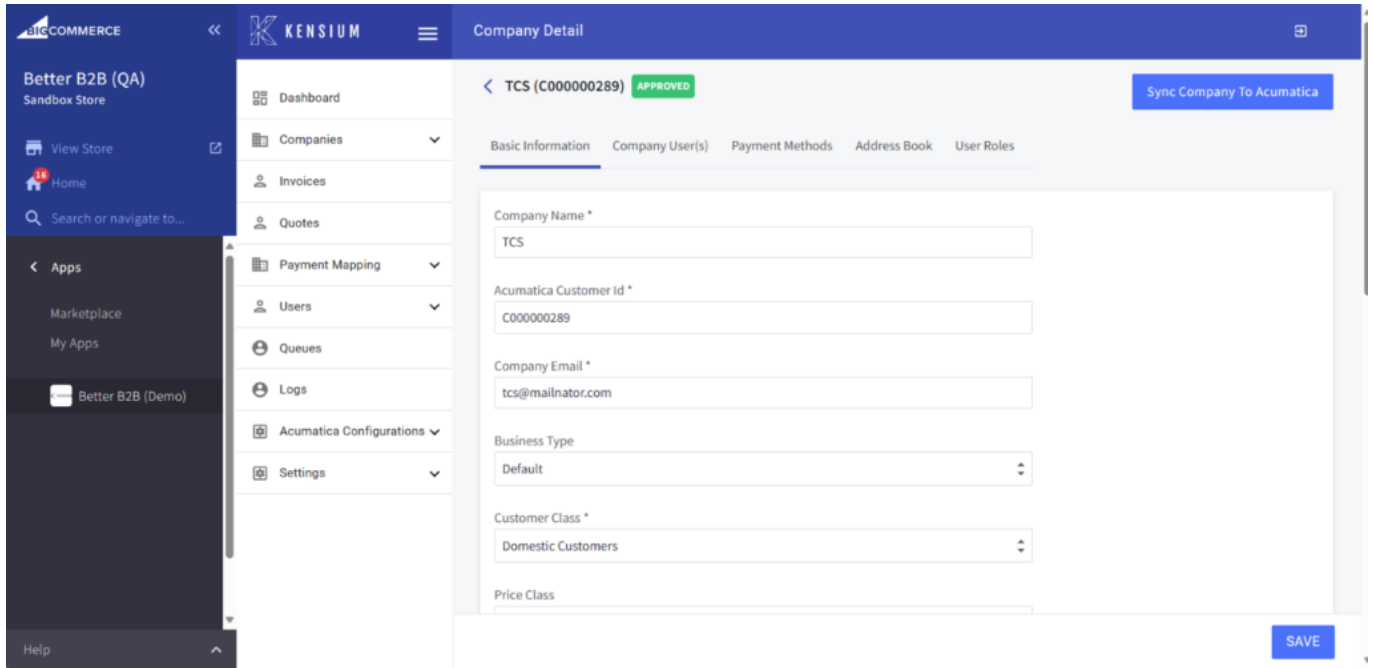 BIGCOMMERCE
Better B2B (QA)
Sandbox Store
View Store
16
Home
Search or navigate to...
Apps
Marketplace
My Apps
Better B2B (Demo)
Help
KENSIUM
Dashboard
Companies
Invoices
Quotes
Payment Mapping
Users
Queues
Logs
Acumatica Configurations
Settings
Company Detail
TCS (C000000289) APPROVED
Sync Company To Acumatica
Basic Information Company User(s) Payment Methods Address Book User Roles
Company Name *
TCS
Acumatica Customer Id *
C000000289
Company Email *
tcs@mailnator.com
Business Type
Default
Customer Class *
Domestic Customers
Price Class
SAVE